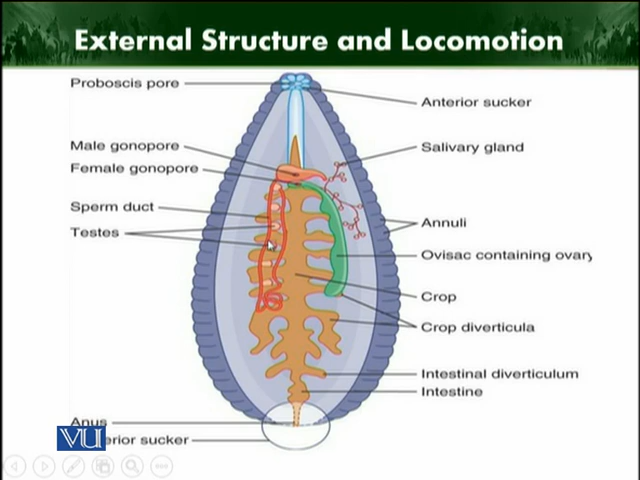 External Structure and Locomotion
Proboscis pore
Anterior sucker
Male gonopore
Salivary gland
Female gonopore
Sperm duct
Annuli
Testes
Ovisac containing ovary
Crop
Crop diverticula
Intestinal diverticulum
Intestine
Anus
VU
erior sucker